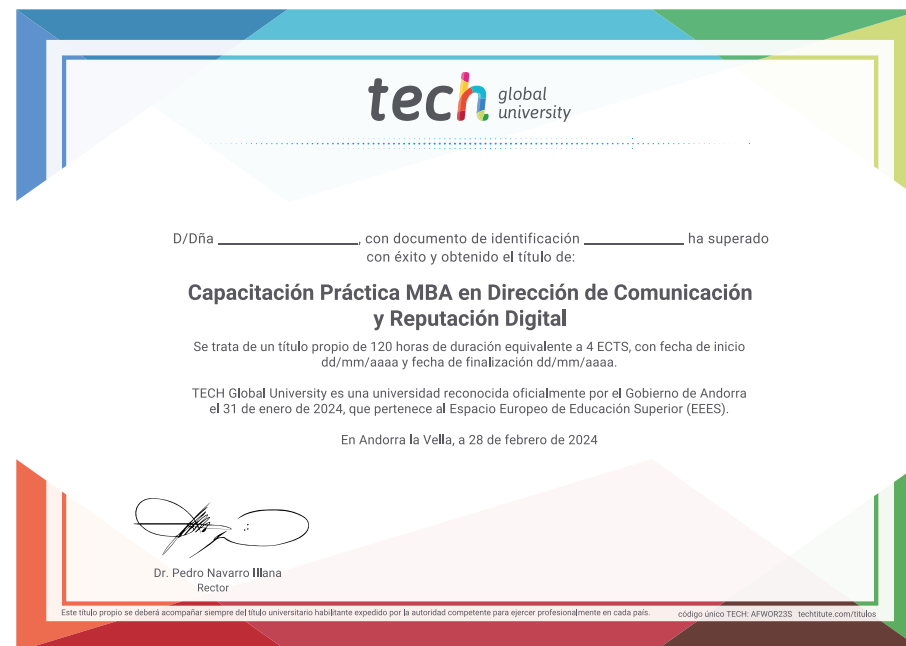 tech global university
D/Dña ____________________, con documento de identificación ______________ ha superado
con éxito y obtenido el título de:
Capacitación Práctica MBA en Dirección de Comunicación
y Reputación Digital
Se trata de un título propio de 120 horas de duración equivalente a 4 ECTS, con fecha de inicio
dd/mm/aaaa y fecha de finalización dd/mm/aaaa.
TECH Global University es una universidad reconocida oficialmente por el Gobierno de Andorra
el 31 de enero de 2024, que pertenece al Espacio Europeo de Educación Superior (EEES).
En Andorra la Vella, a 28 de febrero de 2024
Dr. Pedro Navarro Illana
Rector
Este título propio se deberá acompañar siempre del título universitario habilitante expedido por la autoridad competente para ejercer profesionalmente en cada país.
código único TECH: AFWOR23S techtitute.com/titulos